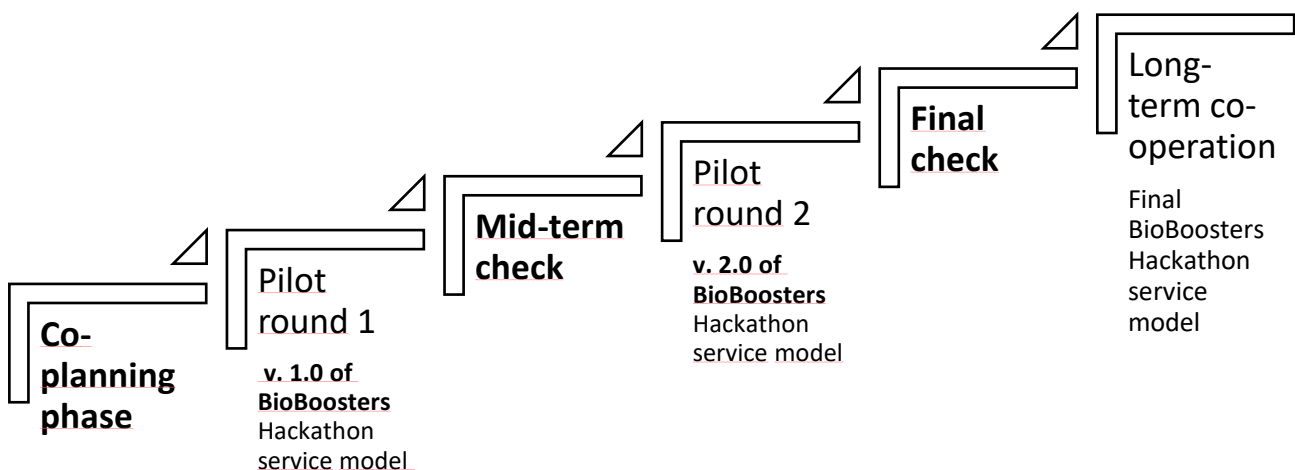 Co-
planning
phase
Pilot
round 1
v. 1.0 of
BioBoosters
Hackathon
service model
Mid-term
check
Pilot
round 2
v. 2.0 of
BioBoosters
Hackathon
service model
Final
check
Long-
term co-
operation
Final
BioBoosters
Hackathon
service
model